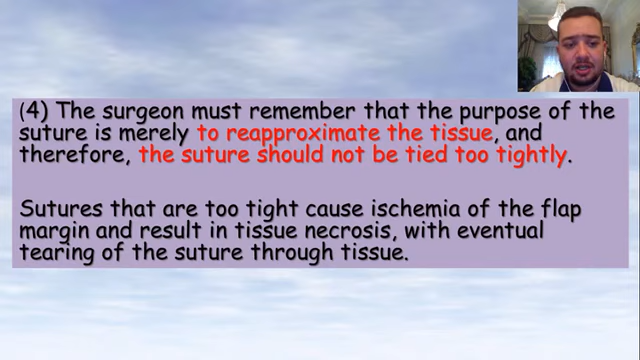 (4) The surgeon must remember that the purpose of the
suture is merely to reapproximate the tissue, and
therefore, the suture should not be tied too tightly.
Sutures that are too tight cause ischemia of the flap
margin and result in tissue necrosis, with eventual
tearing of the suture through tissue.